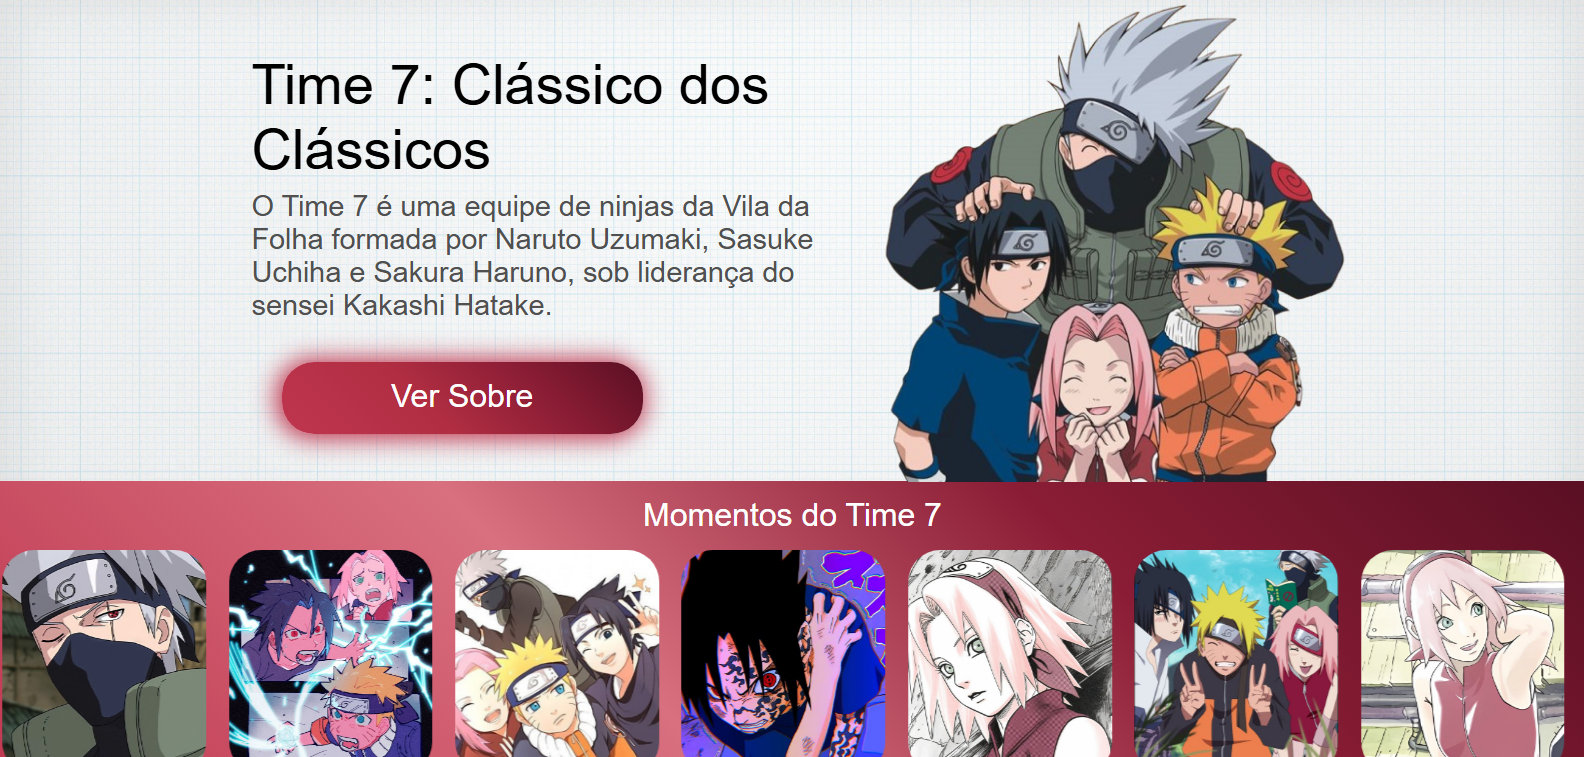 Time 7: Clássico dos
Clássicos
O Time 7 é uma equipe de ninjas da Vila da
Folha formada por Naruto Uzumaki, Sasuke
Uchiha e Sakura Haruno, sob liderança do
sensei Kakashi Hatake.
Ver Sobre
Momentos do Time 7